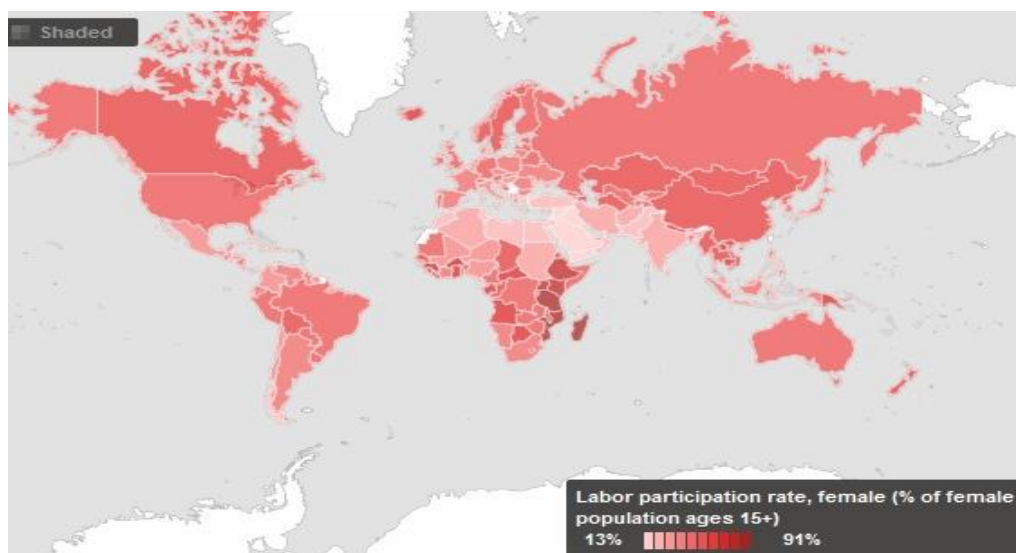 Shaded
Labor participation rate, female (% of female
population ages 15+)
13% 91%